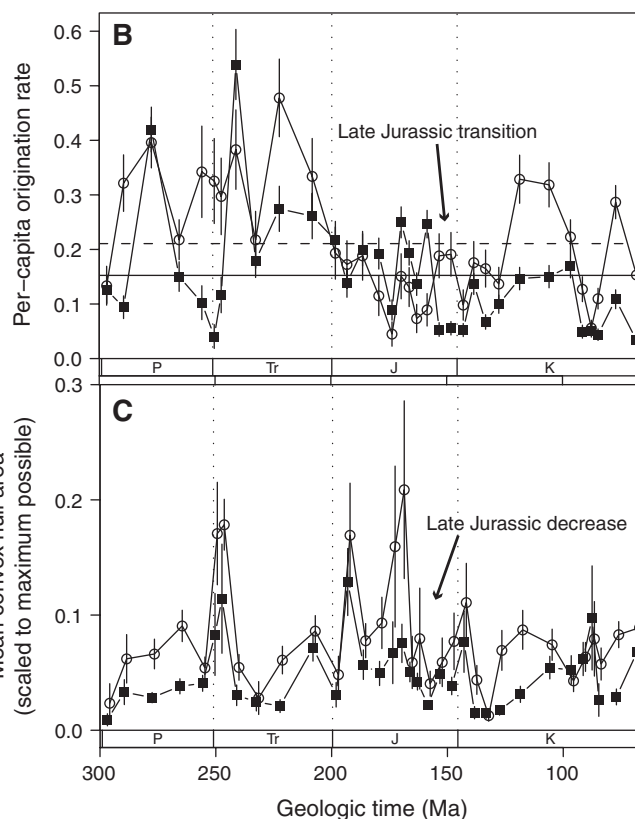 B
Per-capita origination rate
0.6
0.5
0.4
0.3
0.2
0.1
0.0
Late Jurassic transition
P Tr J K
C
(scaled to maximum possible)
0.3
0.2
0.1
0.0
Late Jurassic decrease
P Tr J K
300 250 200 150 100
Geologic time (Ma)